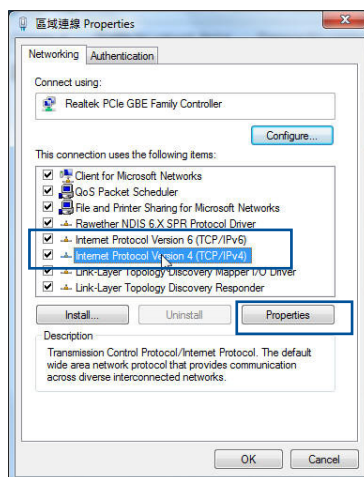 區域連線 Properties
Networking
Authentication
Connect using:
Realtek PCIe GBE Family Controller
Configure...
This connection uses the following items:
Client for Microsoft Networks
QoS Packet Scheduler
File and Printer Sharing for Microsoft Networks
Rawether NDIS 6.X SPR Protocol Driver
Internet Protocol Version 6 (TCP/IPv6)
Internet Protocol Version 4 (TCP/IPv4)
Link-Layer Topology Discovery Mapper I/O Driver
Link-Layer Topology Discovery Responder
Install...
Uninstall
Properties
Description
Transmission Control Protocol/Internet Protocol. The default
wide area network protocol that provides communication
across diverse interconnected networks.
OK
Cancel